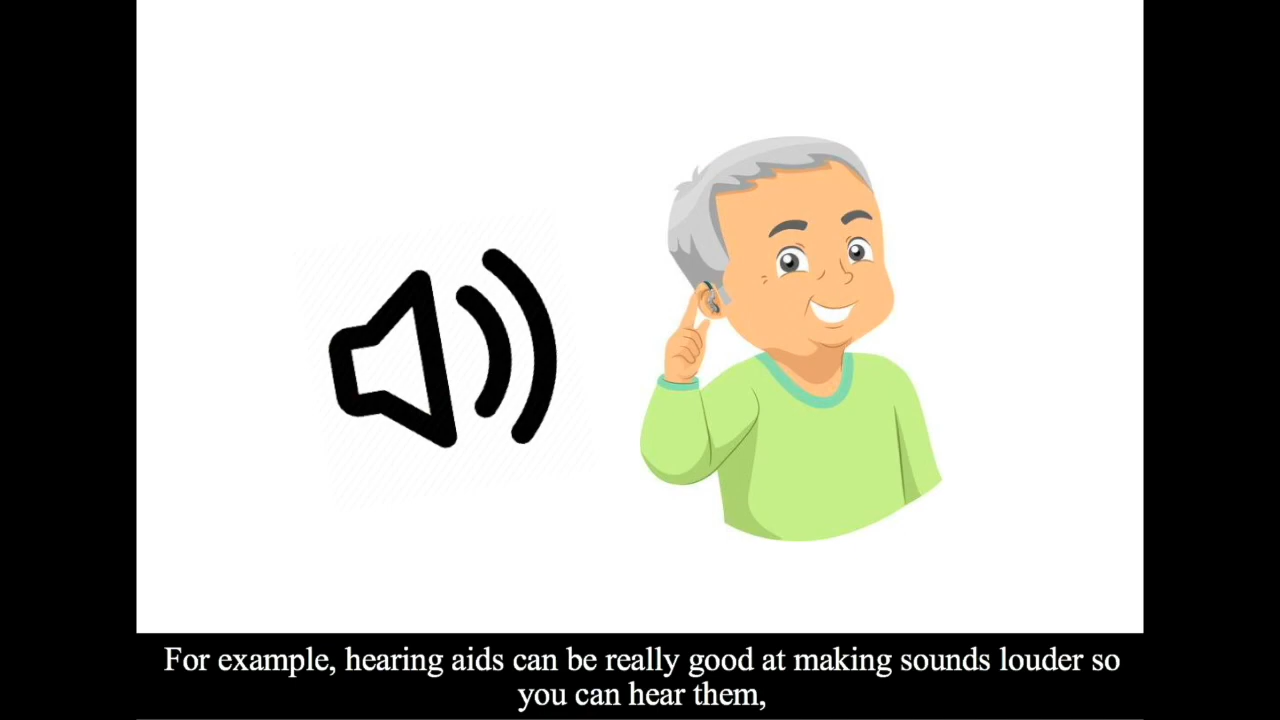 For example, hearing aids can be really good at making sounds louder so
you can hear them,